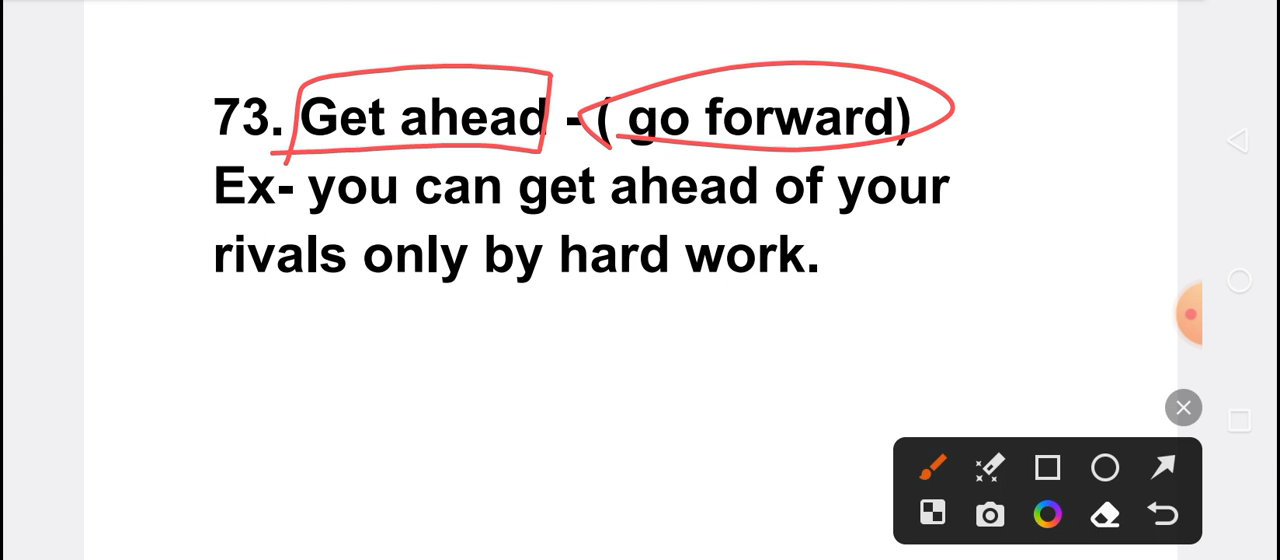 73. Get ahead - ( go forward)
Ex- you can get ahead of your
rivals only by hard work.